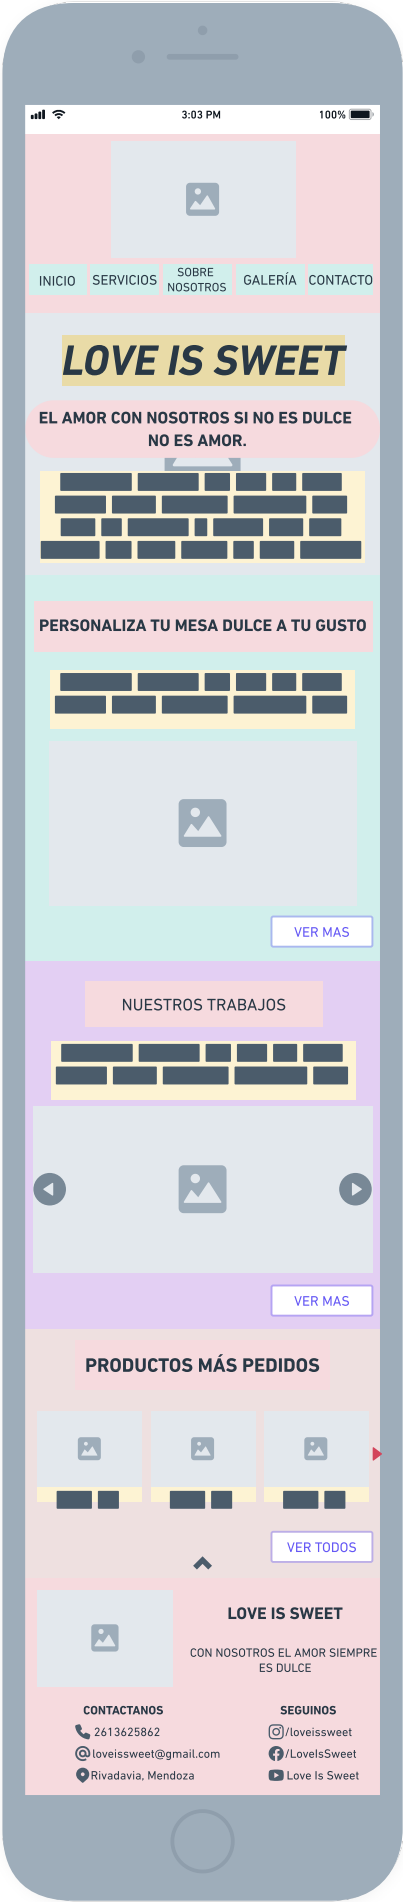 3:03 PM
100%
INICIO
SERVICIOS
SOBRE
NOSOTROS
GALERÍA
CONTACTO
LOVE IS SWEET
EL AMOR CON NOSOTROS SI NO ES DULCE
NO ES AMOR.
PERSONALIZA TU MESA DULCE A TU GUSTO
VER MAS
NUESTROS TRABAJOS
VER MAS
PRODUCTOS MÁS PEDIDOS
VER TODOS
LOVE IS SWEET
CON NOSOTROS EL AMOR SIEMPRE
ES DULCE
CONTACTANOS
2613625862
loveissweet@gmail.com
Rivadavia, Mendoza
SEGUINOS
/loveissweet
/LoveIsSweet
Love Is Sweet